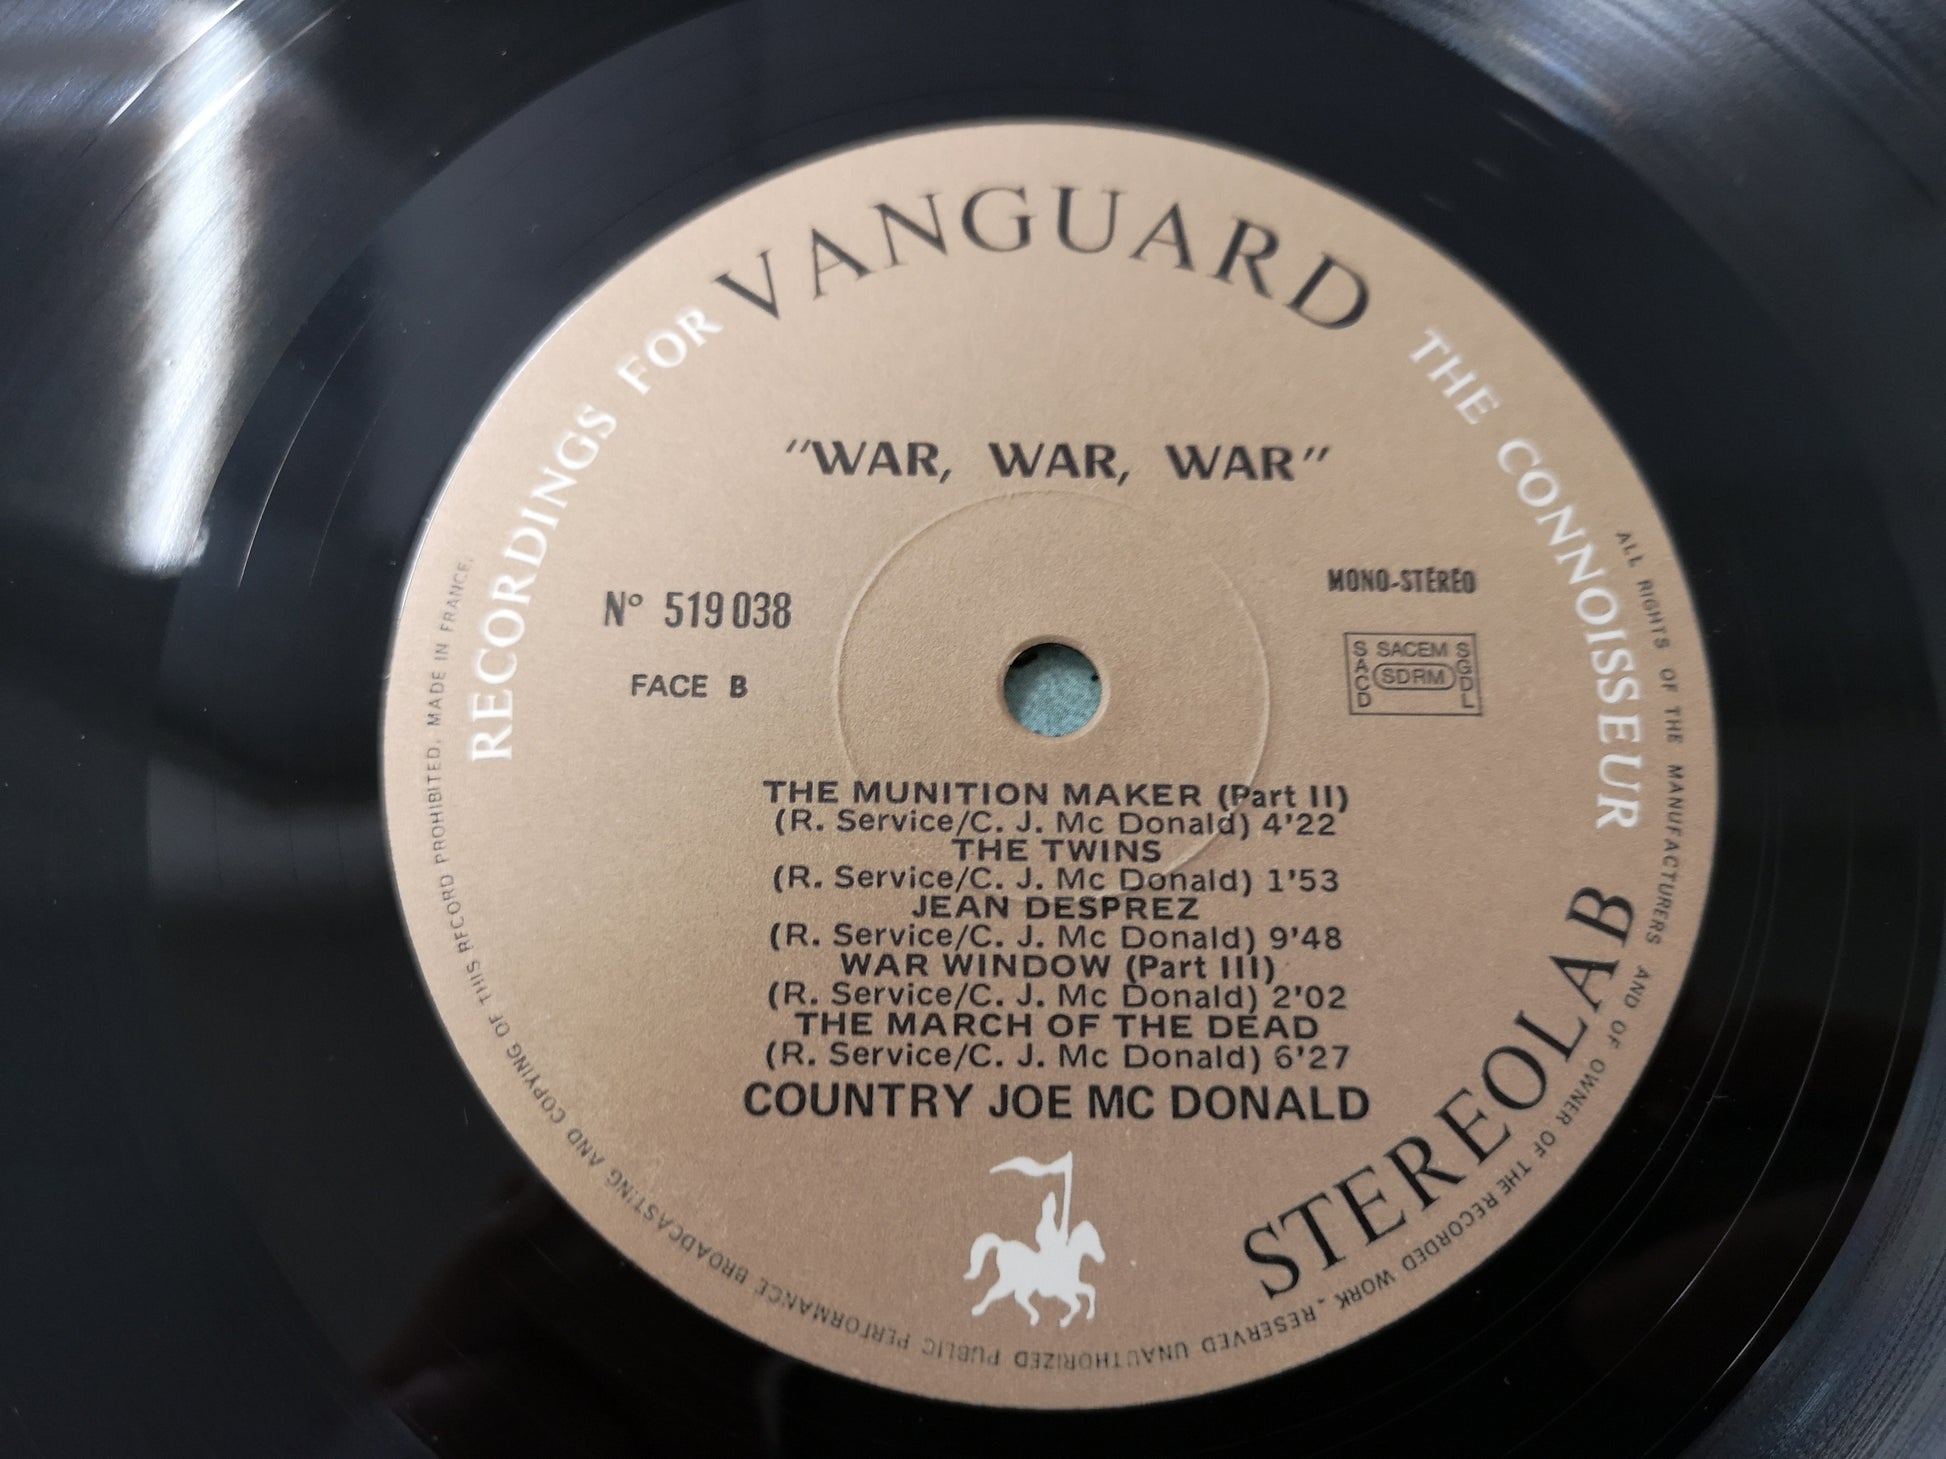 RECORDINGS FOR VANGUARD THE CONNOISSEUR
"WAR, WAR, WAR"
N° 519 038
MONO-STÉRÉO
FACE B
SACEM
SACD
SDRM
SGDL
THE MUNITION MAKER (Part II)
(R. Service/C. J. Mc Donald) 4'22
THE TWINS
(R. Service/C. J. Mc Donald) 1'53
JEAN DESPREZ
(R. Service/C. J. Mc Donald) 9'48
WAR WINDOW (Part III)
(R. Service/C. J. Mc Donald) 2'02
THE MARCH OF THE DEAD
(R. Service/C. J. Mc Donald) 6'27
COUNTRY JOE MC DONALD
STEREOLAB
ALL RIGHTS OF THE MANUFACTURERS AND OF OWNER OF THE RECORDED WORK - RESERVED UNAUTHORIZED PUBLIC PERFORMANCE BROADCASTING AND COPYING OF THIS RECORD PROHIBITED. MADE IN FRANCE.